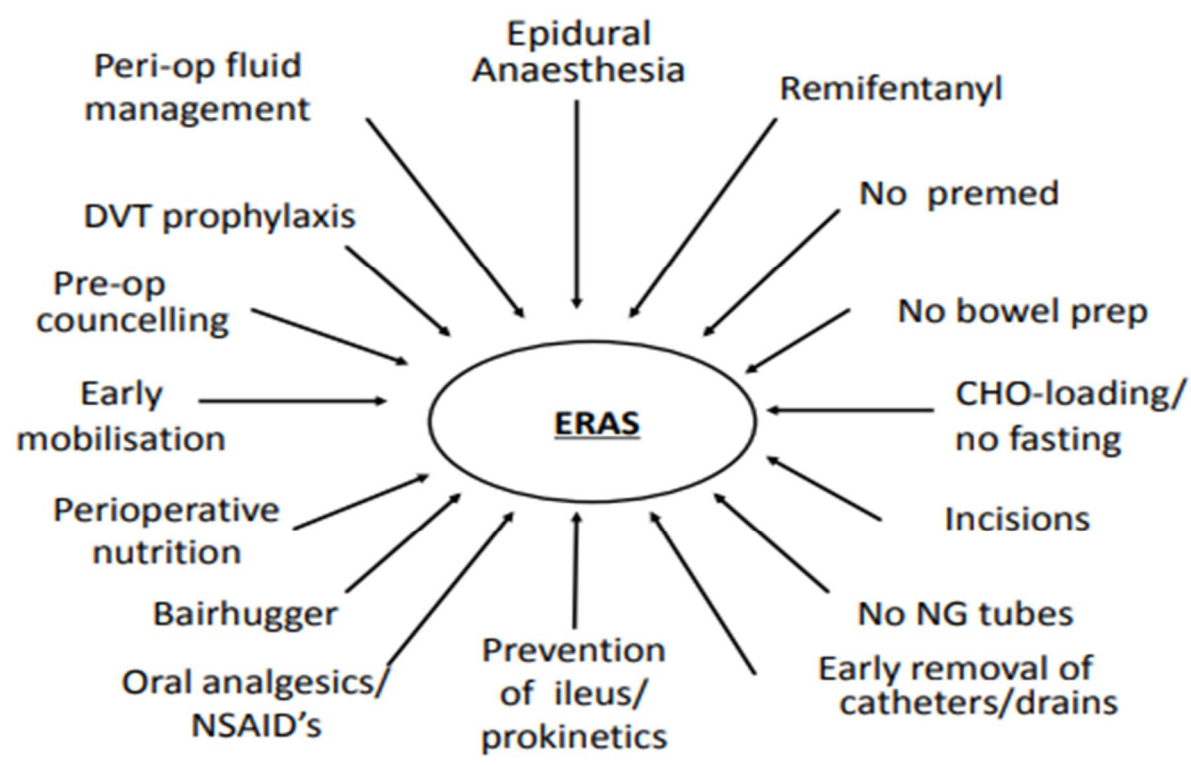 Epidural
Anaesthesia
Peri-op fluid
management
Remifentanyl
No premed
DVT prophylaxis
Pre-op
councelling
No bowel prep
Early
mobilisation
ERAS
CHO-loading/
no fasting
Perioperative
nutrition
Incisions
Bairhugger
No NG tubes
Oral analgesics/
NSAID's
Prevention
of ileus/
prokinetics
Early removal of
catheters/drains